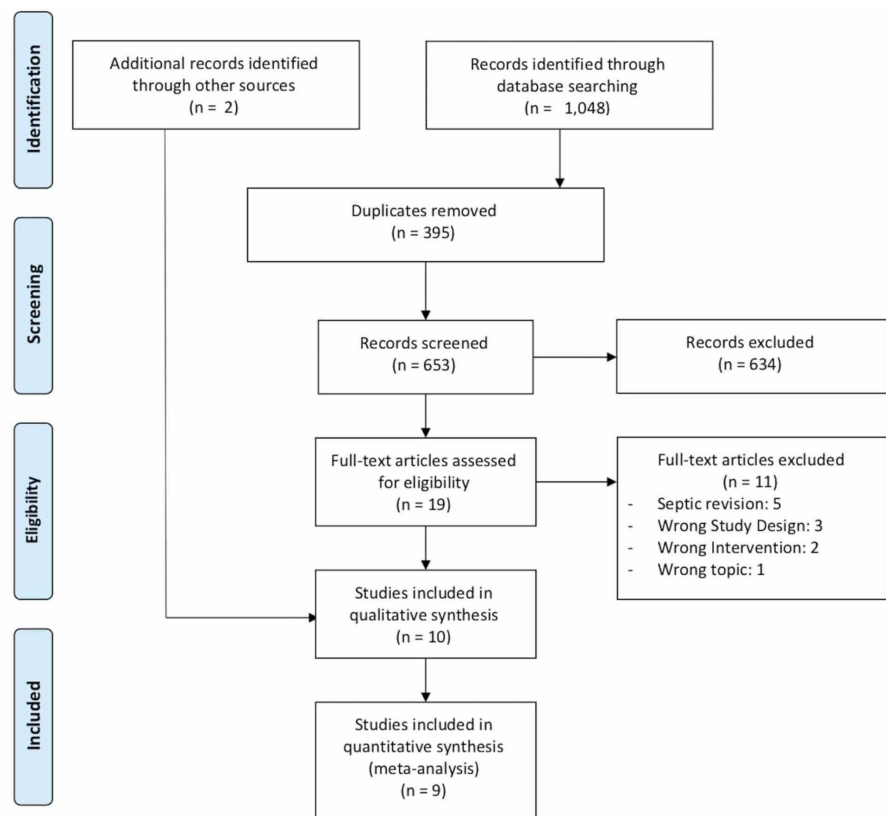 Identification
Additional records identified
through other sources
(n = 2)
Records identified through
database searching
(n = 1,048)
Duplicates removed
(n = 395)
Screening
Records screened
(n = 653)
Records excluded
(n = 634)
Eligibility
Full-text articles assessed
for eligibility
(n = 19)
Full-text articles excluded
(n = 11)
- Septic revision: 5
- Wrong Study Design: 3
- Wrong Intervention: 2
- Wrong topic: 1
Studies included in
qualitative synthesis
(n = 10)
Included
Studies included in
quantitative synthesis
(meta-analysis)
(n = 9)